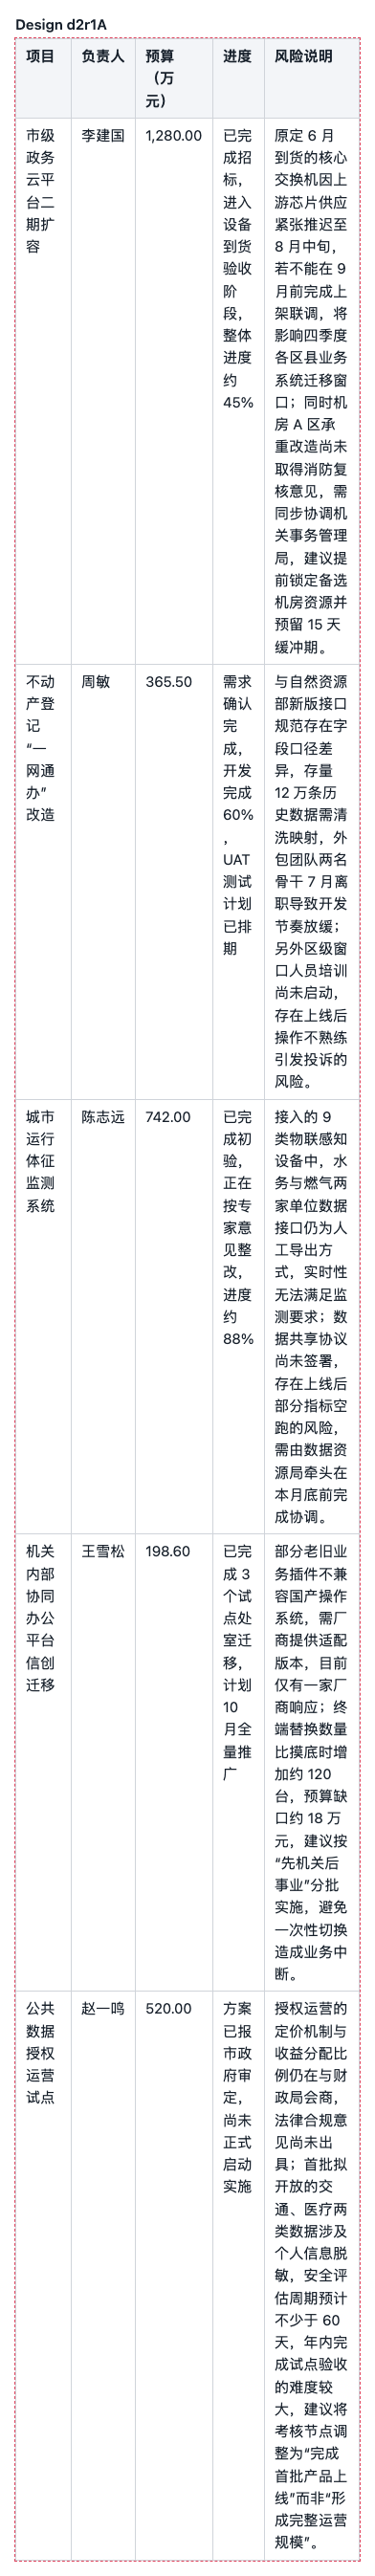 Design d2r1A
项目
负责人
预算
（万
元）
进度
风险说明
市级
政务
云平
台二
期扩
容
李建国
1,280.00
已完
成招
标，
进入
设备
到货
验收
阶
段，
整体
进度
约
45%
原定 6 月
到货的核心
交换机因上
游芯片供应
紧张推迟至
8 月中旬，
若不能在 9
月前完成上
架联调，将
影响四季度
各区县业务
系统迁移窗
口；同时机
房 A 区承
重改造尚未
取得消防复
核意见，需
同步协调机
关事务管理
局，建议提
前锁定备选
机房资源并
预留 15 天
缓冲期。
不动
产登
记
“一
网通
办”
改造
周敏
365.50
需求
确认
完
成，
开发
完成
60%
，
UAT
测试
计划
已排
期
与自然资源
部新版接口
规范存在字
段口径差
异，存量
12 万条历
史数据需清
洗映射，外
包团队两名
骨干 7 月离
职导致开发
节奏放缓；
另外区级窗
口人员培训
尚未启动，
存在上线后
操作不熟练
引发投诉的
风险。
城市
运行
体征
监测
系统
陈志远
742.00
已完
成初
验，
正在
按专
家意
见整
改，
进度
约
88%
接入的 9
类物联感知
设备中，水
务与燃气两
家单位数据
接口仍为人
工导出方
式，实时性
无法满足监
测要求；数
据共享协议
尚未签署，
存在上线后
部分指标空
跑的风险，
需由数据资
源局牵头在
本月底前完
成协调。
机关
内部
协同
办公
平台
信创
迁移
王雪松
198.60
已完
成 3
个试
点处
室迁
移，
计划
10
月全
量推
广
部分老旧业
务插件不兼
容国产操作
系统，需厂
商提供适配
版本，目前
仅有一家厂
商响应；终
端替换数量
比摸底时增
加约 120
台，预算缺
口约 18 万
元，建议按
“先机关后
事业”分批
实施，避免
一次性切换
造成业务中
断。
公共
数据
授权
运营
试点
赵一鸣
520.00
方案
已报
市政
府审
定，
尚未
正式
启动
实施
授权运营的
定价机制与
收益分配比
例仍在与财
政局会商，
法律合规意
见尚未出
具；首批拟
开放的交
通、医疗两
类数据涉及
个人信息脱
敏，安全评
估周期预计
不少于 60
天，年内完
成试点验收
的难度较
大，建议将
考核节点调
整为“完成
首批产品上
线”而非“形
成完整运营
规模”。